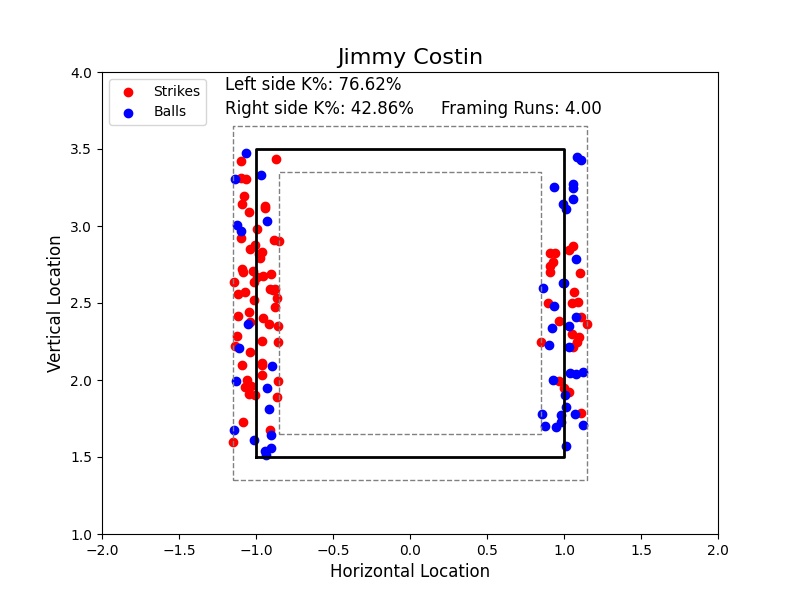 Jimmy Costin
Strikes
Balls
Left side K%: 76.62%
Right side K%: 42.86% Framing Runs: 4.00
4.0
3.5
3.0
2.5
2.0
1.5
1.0
Vertical Location
−2.0 −1.5 −1.0 −0.5 0.0 0.5 1.0 1.5 2.0
Horizontal Location